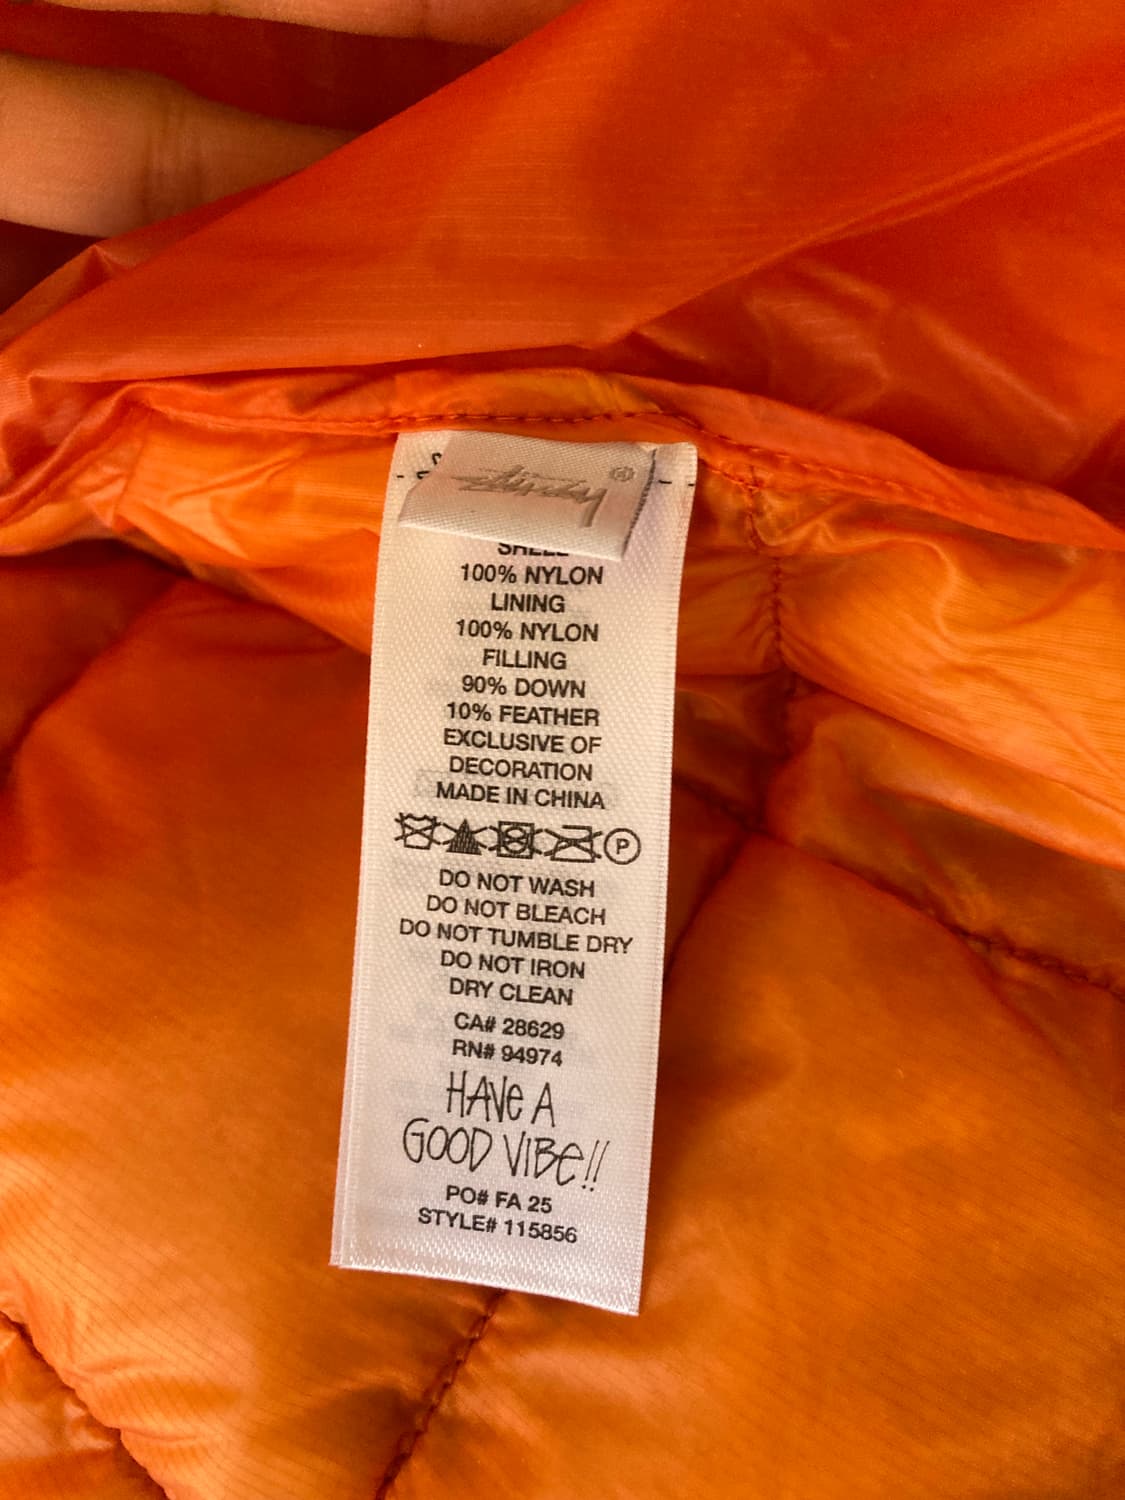 SHELL
100% NYLON
LINING
100% NYLON
FILLING
90% DOWN
10% FEATHER
EXCLUSIVE OF
DECORATION
MADE IN CHINA
P
DO NOT WASH
DO NOT BLEACH
DO NOT TUMBLE DRY
DO NOT IRON
DRY CLEAN
CA# 28629
RN# 94974
HAVE A
GOOD VIBE!!
PO# FA 25
STYLE# 115856